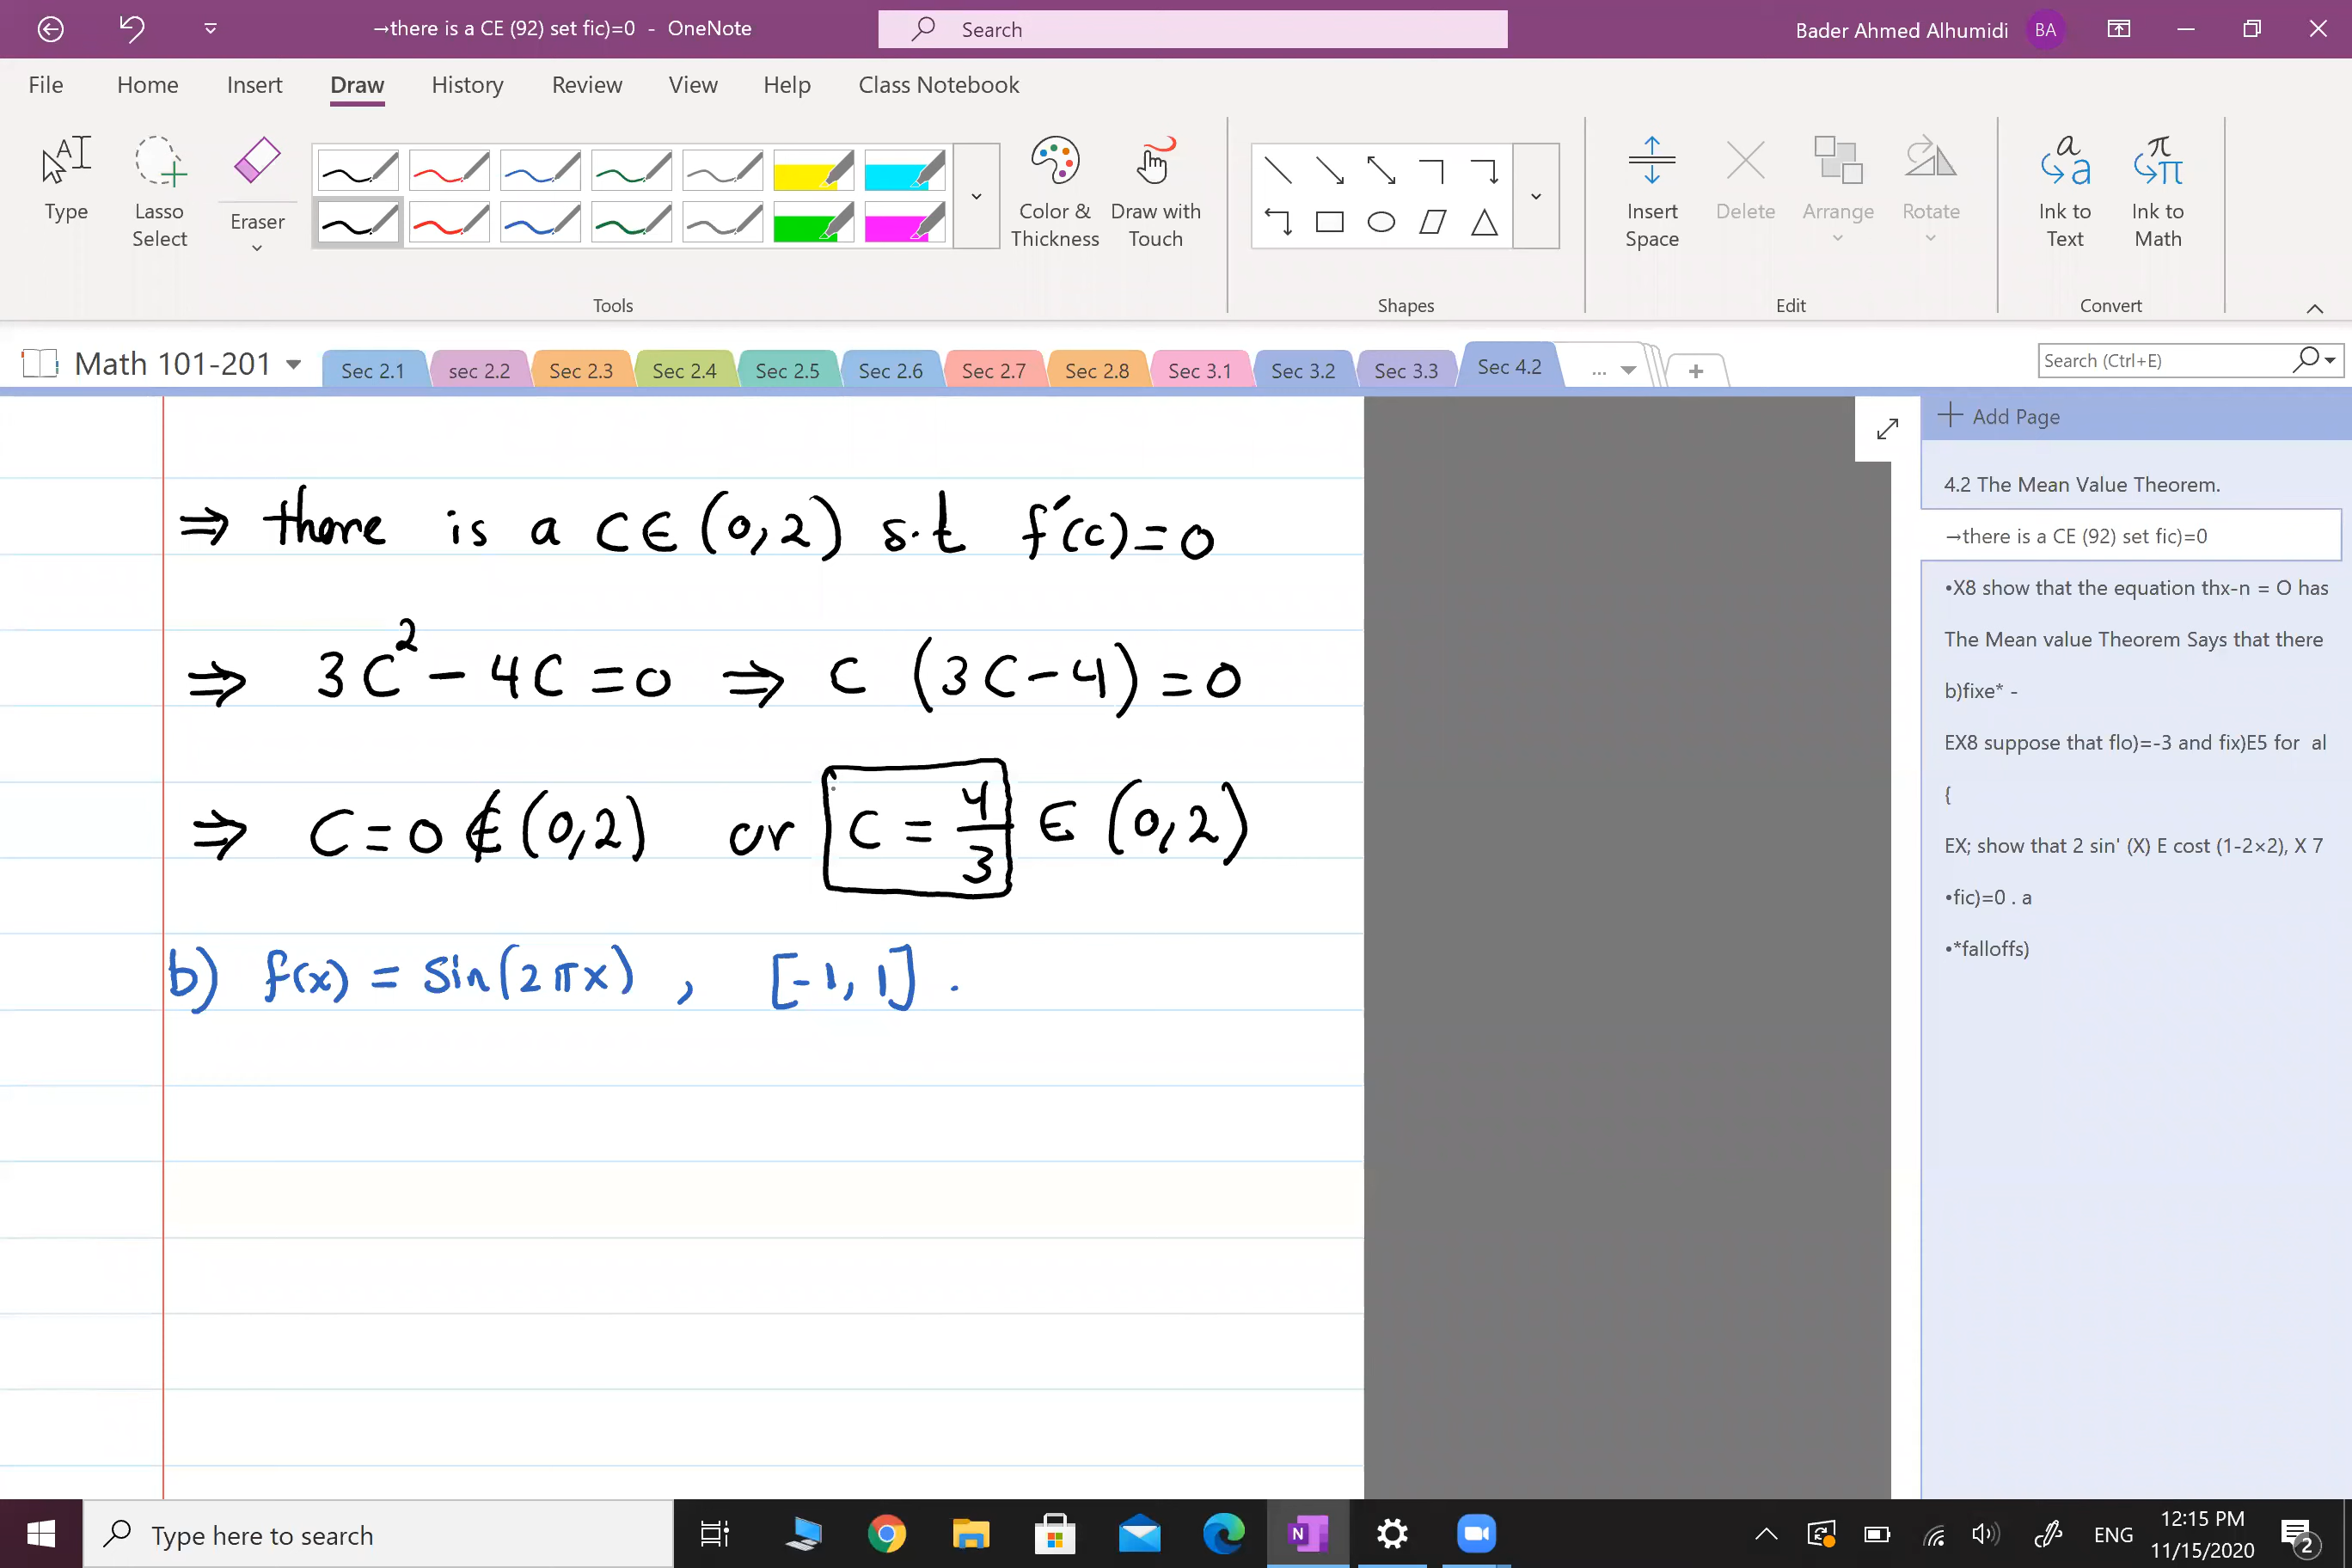 →there is a CE (92) set fic)=0 - OneNote
Search
Bader Ahmed Alhumidi
BA
File Home Insert Draw History Review View Help Class Notebook
Type
Lasso Select
Eraser
Color & Thickness
Draw with Touch
Insert Space
Delete
Arrange
Rotate
Ink to Text
Ink to Math
Tools
Shapes
Edit
Convert
Math 101-201
Sec 2.1 sec 2.2 Sec 2.3 Sec 2.4 Sec 2.5 Sec 2.6 Sec 2.7 Sec 2.8 Sec 3.1 Sec 3.2 Sec 3.3 Sec 4.2 ... +
Search (Ctrl+E)
⇒ there is a C∈(0,2) s.t f'(c)=0
⇒ 3C² - 4C = 0 ⇒ C (3C-4) = 0
⇒ C=0 ∉ (0,2) or C = 4/3 ∈ (0,2)
b) f(x) = sin(2πx) , [-1, 1] .
Add Page
4.2 The Mean Value Theorem.
→there is a CE (92) set fic)=0
•X8 show that the equation thx-n = O has
The Mean value Theorem Says that there
b)fixe* -
EX8 suppose that flo)=-3 and fix)E5 for al
{
EX; show that 2 sin' (X) E cost (1-2×2), X 7
•fic)=0 . a
•*falloffs)
Type here to search
N
ENG
12:15 PM
11/15/2020
2